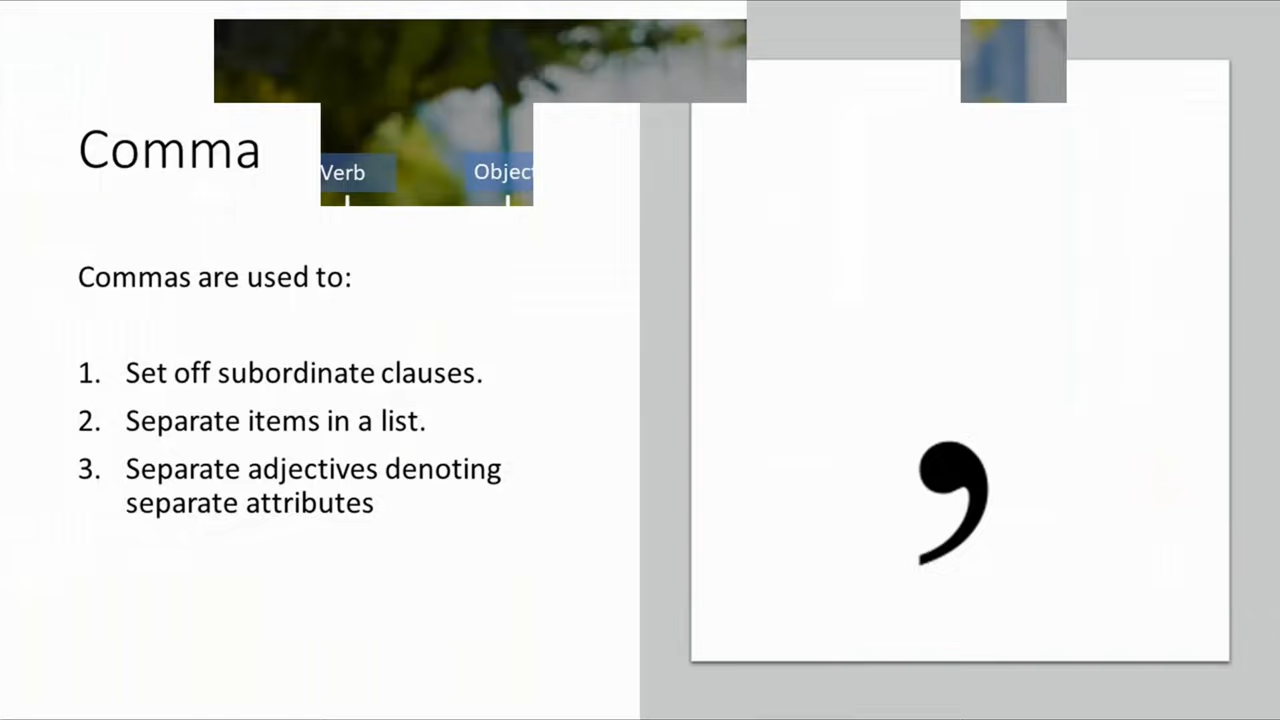 Comma
Verb
Object
Commas are used to:
1. Set off subordinate clauses.
2. Separate items in a list.
3. Separate adjectives denoting
separate attributes
,